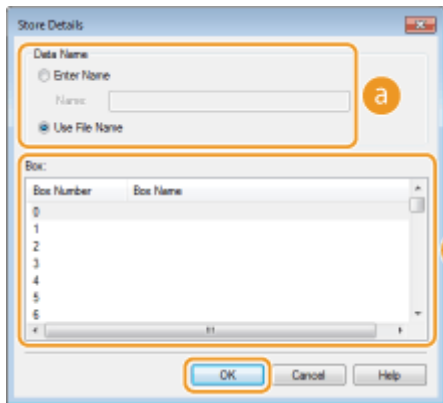 Store Details
Data Name
Enter Name
Name:
a
Use File Name
Box:
Box Number Box Name
0
1
2
3
4
5
6
OK Cancel Help